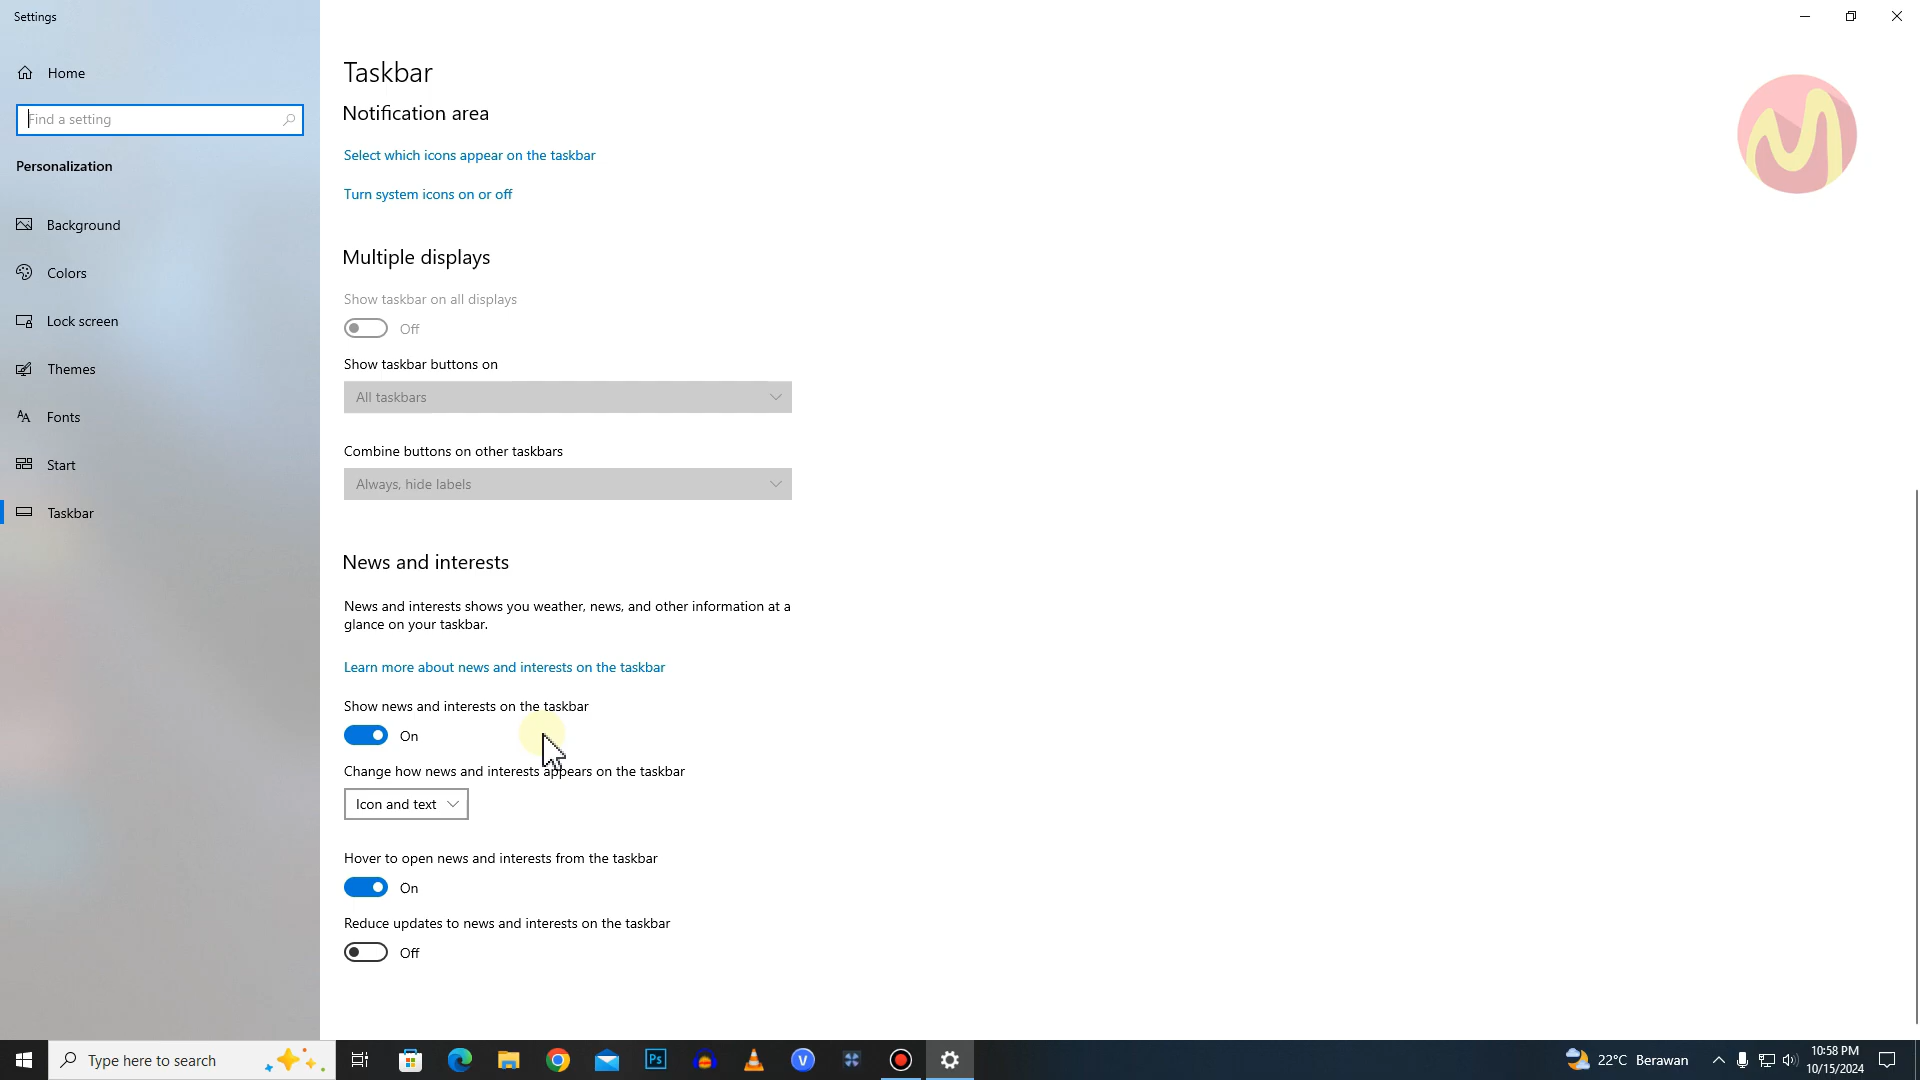 Settings
Home
Find a setting
Personalization
Background
Colors
Lock screen
Themes
Fonts
Start
Taskbar
Taskbar
Notification area
Select which icons appear on the taskbar
Turn system icons on or off
Multiple displays
Show taskbar on all displays
Off
Show taskbar buttons on
All taskbars
Combine buttons on other taskbars
Always, hide labels
News and interests
News and interests shows you weather, news, and other information at a
glance on your taskbar.
Learn more about news and interests on the taskbar
Show news and interests on the taskbar
On
Change how news and interests appears on the taskbar
Icon and text
Hover to open news and interests from the taskbar
On
Reduce updates to news and interests on the taskbar
Off
Type here to search
Ps
V
22°C Berawan
10:58 PM
10/15/2024